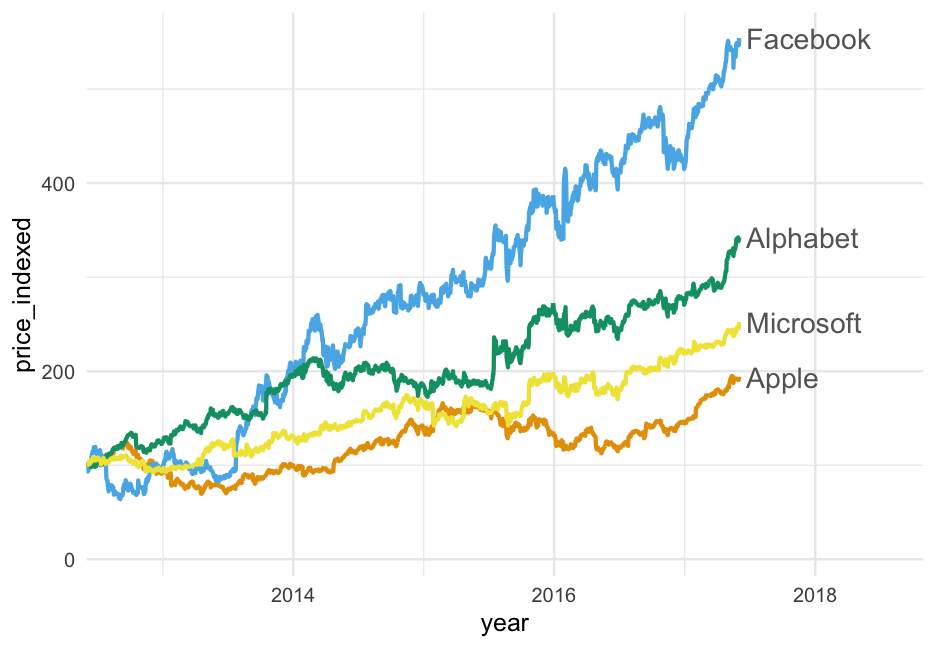 Facebook
400
Alphabet
price_indexed
Microsoft
200
Apple
0
2014
2016
2018
year